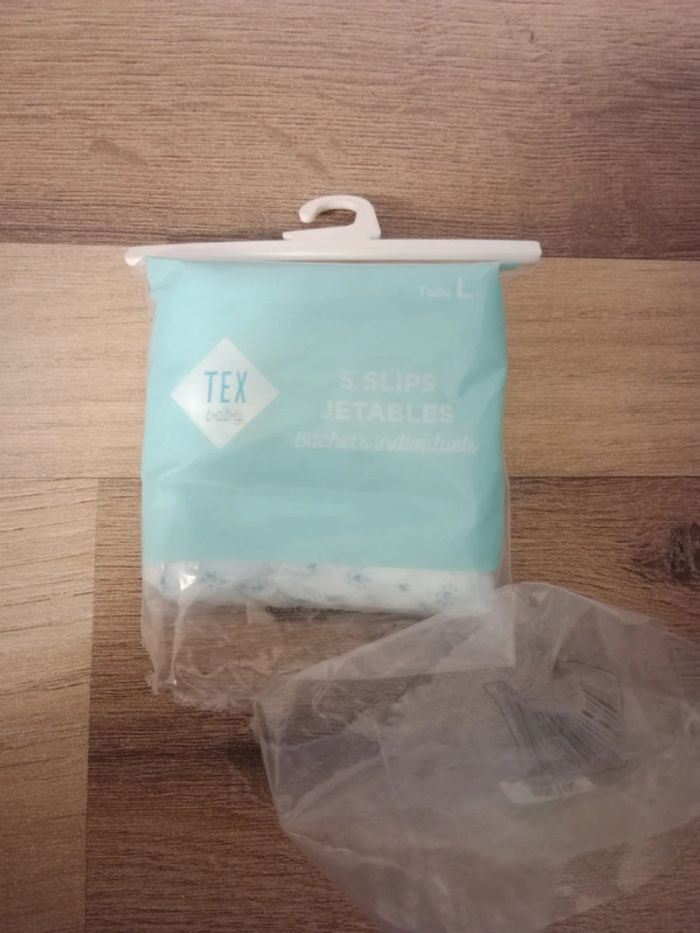 Taille L
TEX
baby
5 SLIPS
JETABLES
sachets individuels